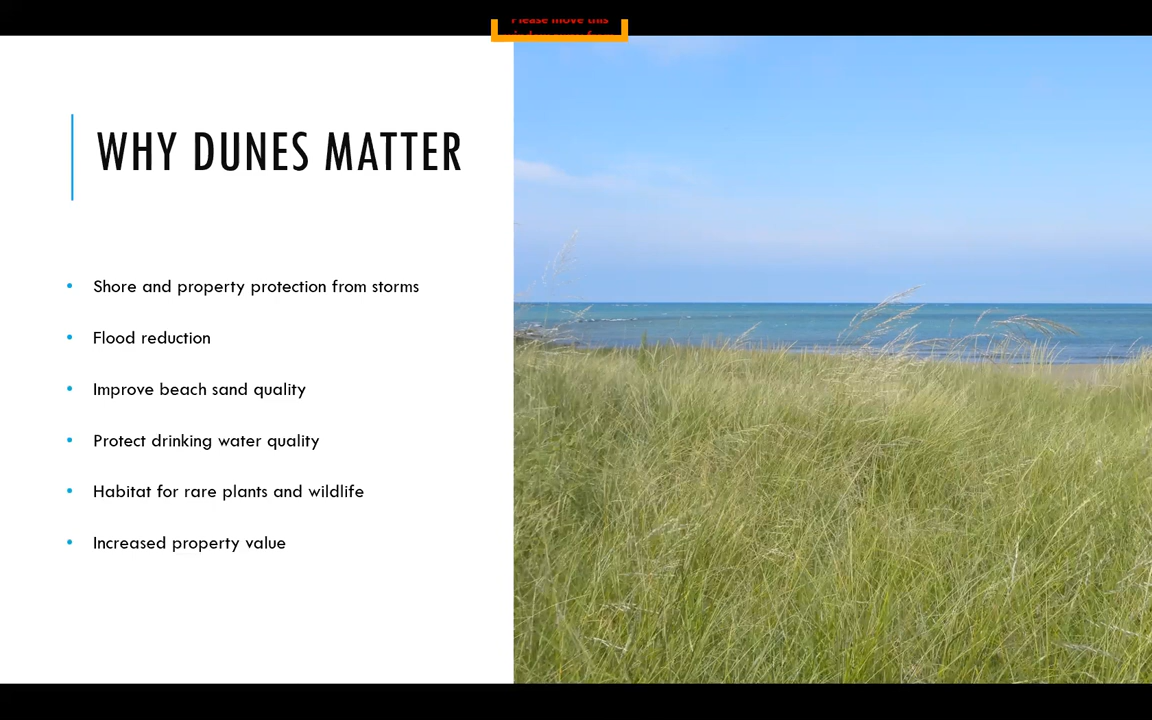 Please move this
WHY DUNES MATTER
• Shore and property protection from storms
• Flood reduction
• Improve beach sand quality
• Protect drinking water quality
• Habitat for rare plants and wildlife
• Increased property value